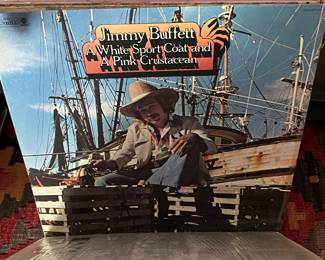 Jimmy Buffett
A White Sport Coat and
A Pink Crustacean